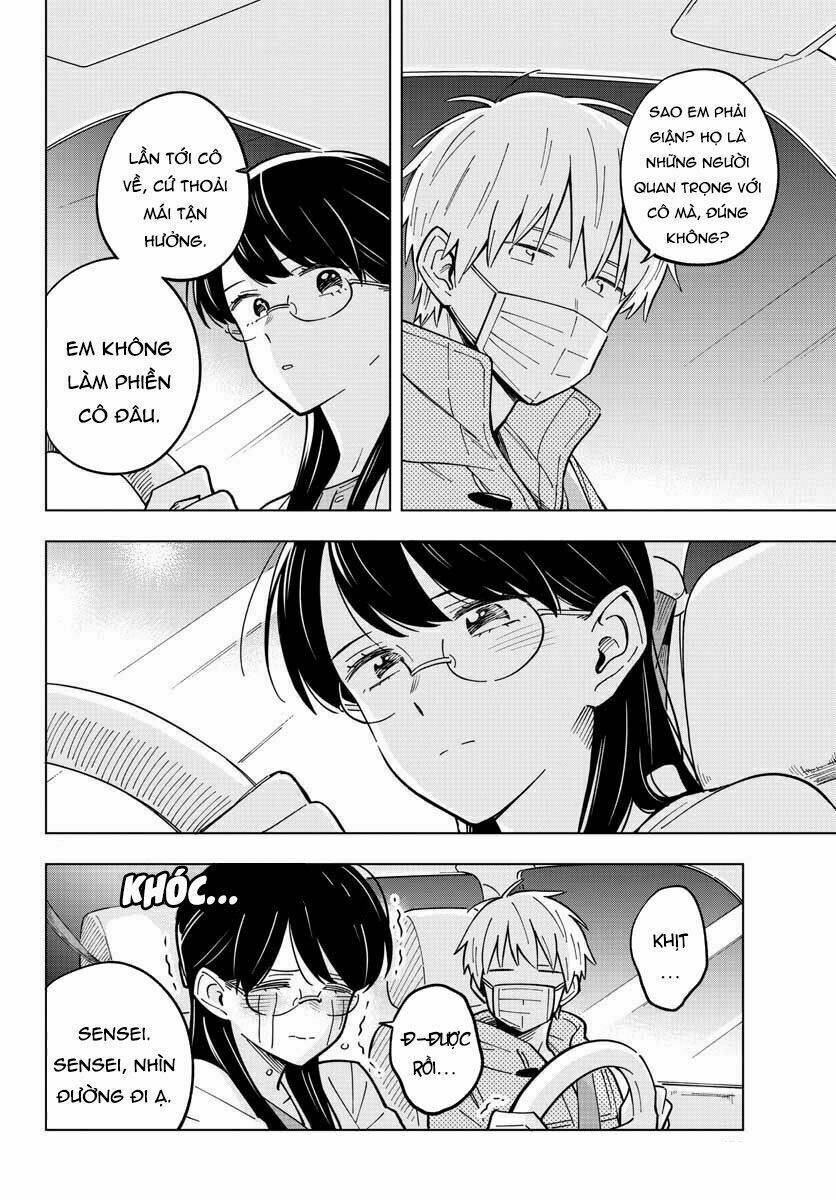 SAO EM PHẢI
GIẬN? HỌ LÀ
NHỮNG NGƯỜI
QUAN TRỌNG VỚI
CÔ MÀ, ĐÚNG
KHÔNG?
LẦN TỚI CÔ
VỀ, CỨ THOẢI
MÁI TẬN
HƯỞNG.
EM KHÔNG
LÀM PHIỀN
CÔ ĐÂU.
KHỊT
...
Đ-ĐƯỢC
RỒI...
KHÓC...
SENSEI.
SENSEI, NHÌN
ĐƯỜNG ĐI Ạ.